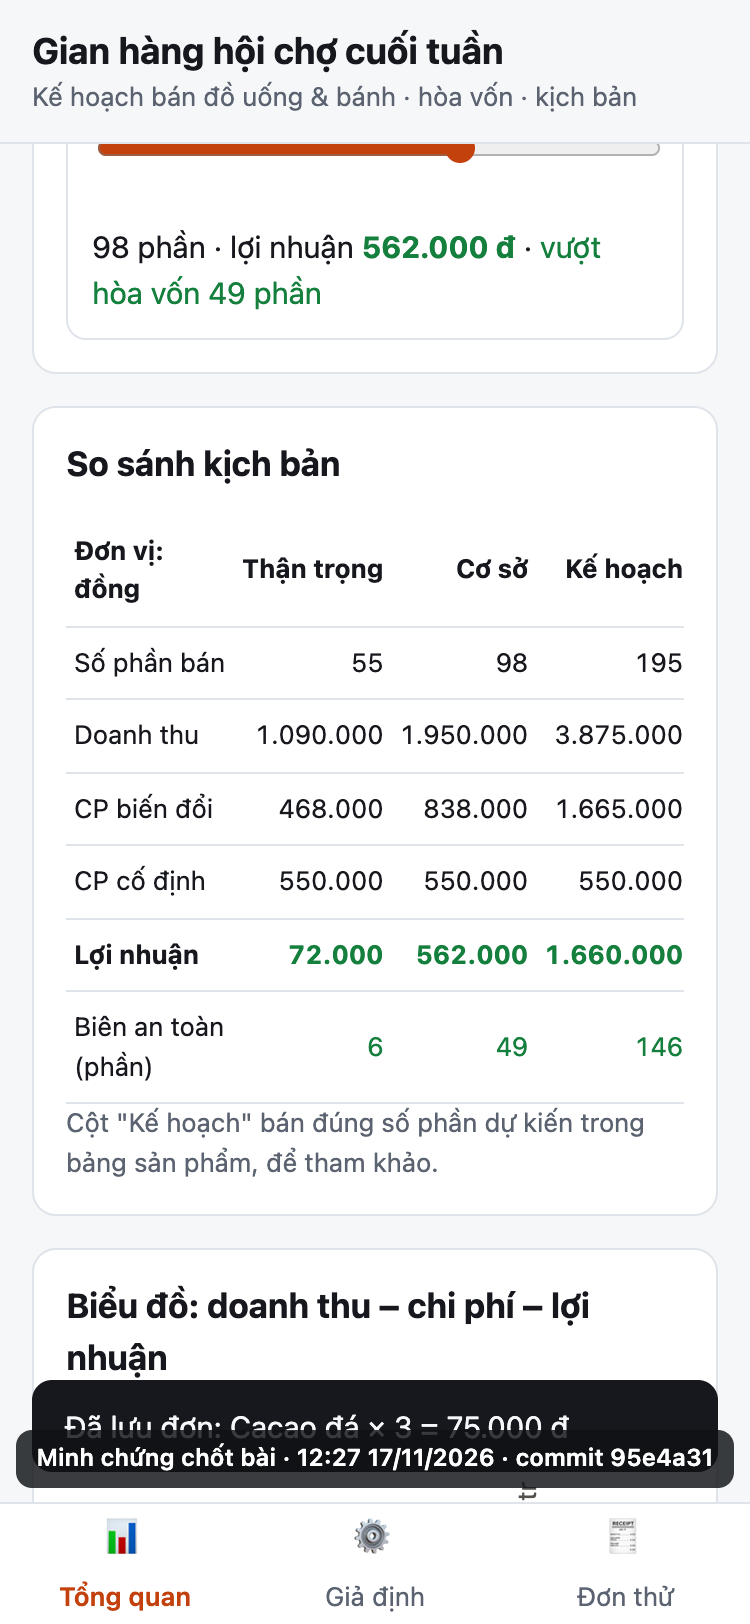 Gian hàng hội chợ cuối tuần
Kế hoạch bán đồ uống & bánh · hòa vốn · kịch bản
98 phần · lợi nhuận 562.000 đ · vượt
hòa vốn 49 phần
So sánh kịch bản
Đơn vị: đồng Thận trọng Cơ sở Kế hoạch
Số phần bán 55 98 195
Doanh thu 1.090.000 1.950.000 3.875.000
CP biến đổi 468.000 838.000 1.665.000
CP cố định 550.000 550.000 550.000
Lợi nhuận 72.000 562.000 1.660.000
Biên an toàn (phần) 6 49 146
Cột "Kế hoạch" bán đúng số phần dự kiến trong
bảng sản phẩm, để tham khảo.
Biểu đồ: doanh thu – chi phí – lợi
nhuận
Đã lưu đơn: Cacao đá × 3 = 75.000 đ
Minh chứng chốt bài · 12:27 17/11/2026 · commit 95e4a31
Tổng quan Giả định Đơn thử